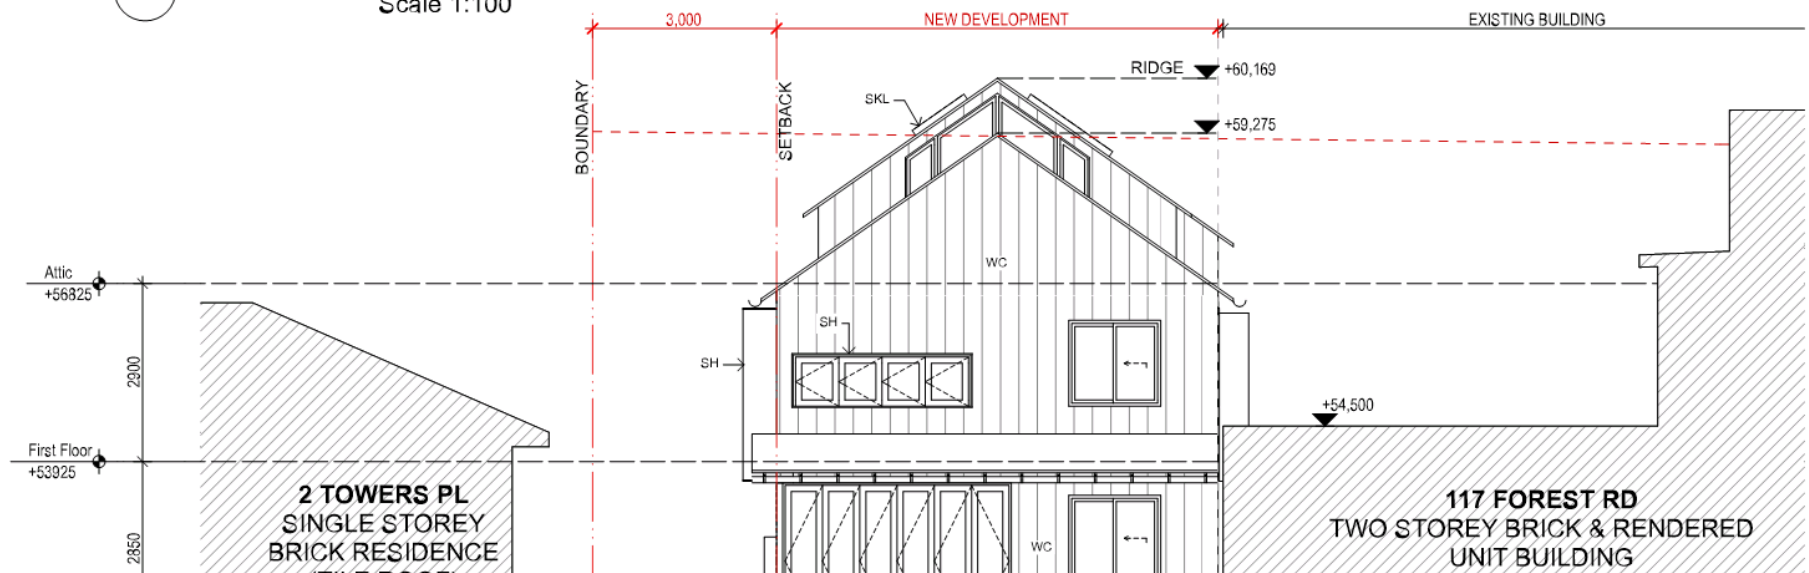 Scale 1:100
3,000
NEW DEVELOPMENT
EXISTING BUILDING
RIDGE +60,169
BOUNDARY
SETBACK
SKL
+59,275
WC
Attic
+56825
SH
SH
2900
+54,500
First Floor
+53925
2 TOWERS PL
SINGLE STOREY
BRICK RESIDENCE
117 FOREST RD
TWO STOREY BRICK & RENDERED
UNIT BUILDING
2850
WC